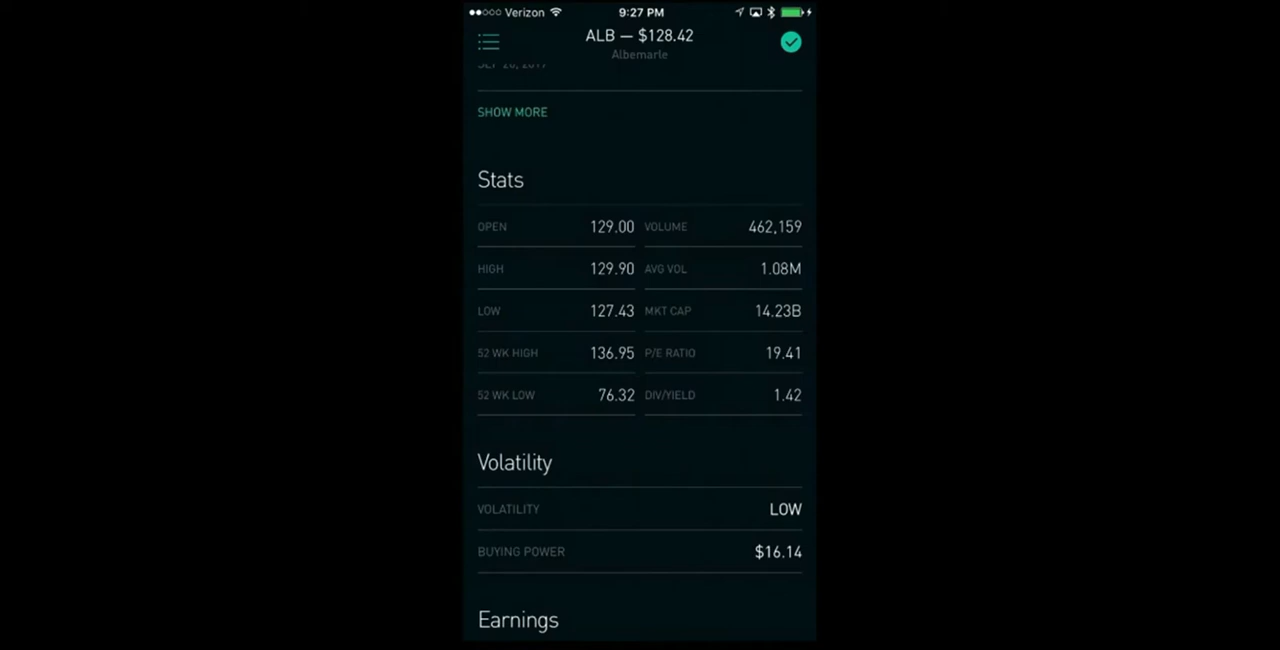 Verizon 9:27 PM
ALB — $128.42
Albemarle
SHOW MORE
Stats
OPEN 129.00 VOLUME 462,159
HIGH 129.90 AVG VOL 1.08M
LOW 127.43 MKT CAP 14.23B
52 WK HIGH 136.95 P/E RATIO 19.41
52 WK LOW 76.32 DIV/YIELD 1.42
Volatility
VOLATILITY LOW
BUYING POWER $16.14
Earnings